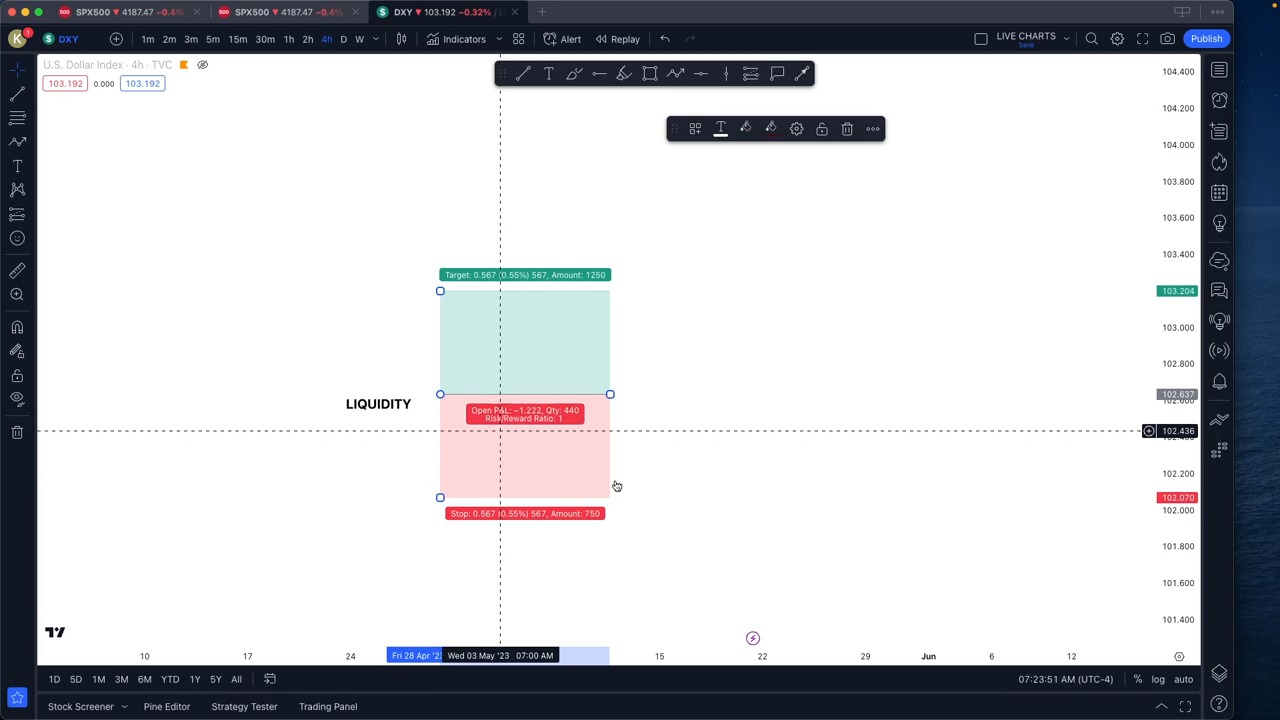 SPX500 ▼ 4187.47 −0.4%
SPX500 ▼ 4187.47 −0.4%
DXY ▼ 103.192 −0.32% / L
K
1
DXY
1m 2m 3m 5m 15m 30m 1h 2h 4h D W
Indicators
Alert
Replay
LIVE CHARTS
Save
Publish
U.S. Dollar Index · 4h · TVC
103.192 0.000 103.192
Target: 0.567 (0.55%) 567, Amount: 1250
LIQUIDITY
Open P&L: −1.222, Qty: 440
Risk/Reward Ratio: 1
Stop: 0.567 (0.55%) 567, Amount: 750
104.400
104.200
104.000
103.800
103.600
103.400
103.204
103.000
102.800
102.637
102.436
102.200
102.070
102.000
101.800
101.600
101.400
10 17 24 Fri 28 Apr '23 Wed 03 May '23 07:00 AM 15 22 29 Jun 6 12
1D 5D 1M 3M 6M YTD 1Y 5Y All
07:23:51 AM (UTC-4) % log auto
Stock Screener Pine Editor Strategy Tester Trading Panel